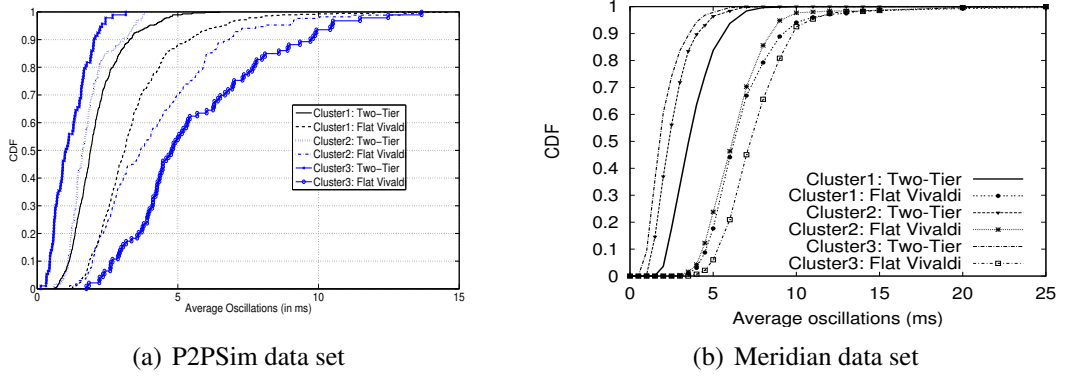 1
0.9
0.8
0.7
0.6
0.5
0.4
0.3
0.2
0.1
0
CDF
0
5
10
15
Average Oscillations (in ms)
Cluster1: Two-Tier
Cluster1: Flat Vivaldi
Cluster2: Two-Tier
Cluster2: Flat Vivaldi
Cluster3: Two-Tier
Cluster3: Flat Vivaldi
(a) P2PSim data set
1
0.9
0.8
0.7
0.6
0.5
0.4
0.3
0.2
0.1
0
CDF
Cluster1: Two-Tier
Cluster1: Flat Vivaldi
Cluster2: Two-Tier
Cluster2: Flat Vivaldi
Cluster3: Two-Tier
Cluster3: Flat Vivaldi
0
5
10
15
20
25
Average oscillations (ms)
(b) Meridian data set